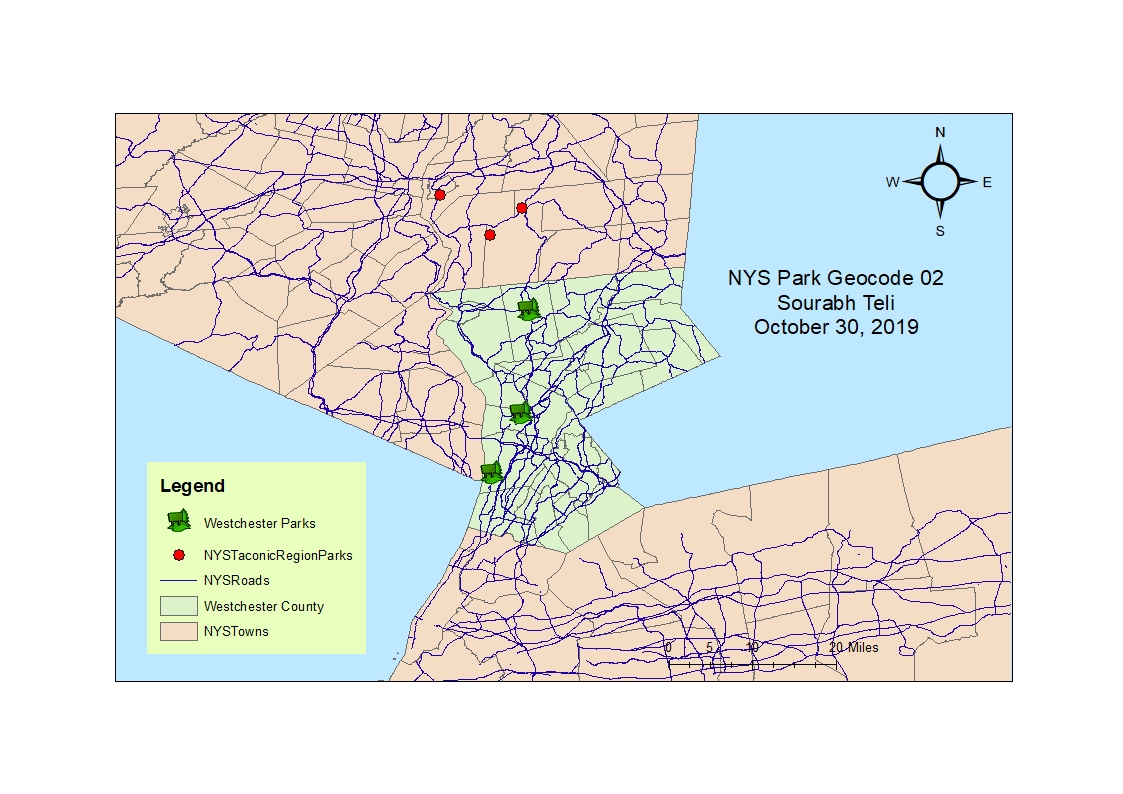 N
W E
S
NYS Park Geocode 02
Sourabh Teli
October 30, 2019
Legend
Westchester Parks
NYSTaconicRegionParks
NYSRoads
Westchester County
NYSTowns
0 5 10 20 Miles